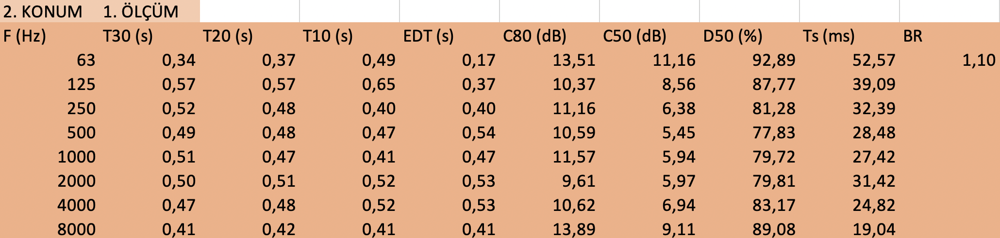 2. KONUM 1. ÖLÇÜM
F (Hz) T30 (s) T20 (s) T10 (s) EDT (s) C80 (dB) C50 (dB) D50 (%) Ts (ms) BR
63 0,34 0,37 0,49 0,17 13,51 11,16 92,89 52,57 1,10
125 0,57 0,57 0,65 0,37 10,37 8,56 87,77 39,09
250 0,52 0,48 0,40 0,40 11,16 6,38 81,28 32,39
500 0,49 0,48 0,47 0,54 10,59 5,45 77,83 28,48
1000 0,51 0,47 0,41 0,47 11,57 5,94 79,72 27,42
2000 0,50 0,51 0,52 0,53 9,61 5,97 79,81 31,42
4000 0,47 0,48 0,52 0,53 10,62 6,94 83,17 24,82
8000 0,41 0,42 0,41 0,41 13,89 9,11 89,08 19,04